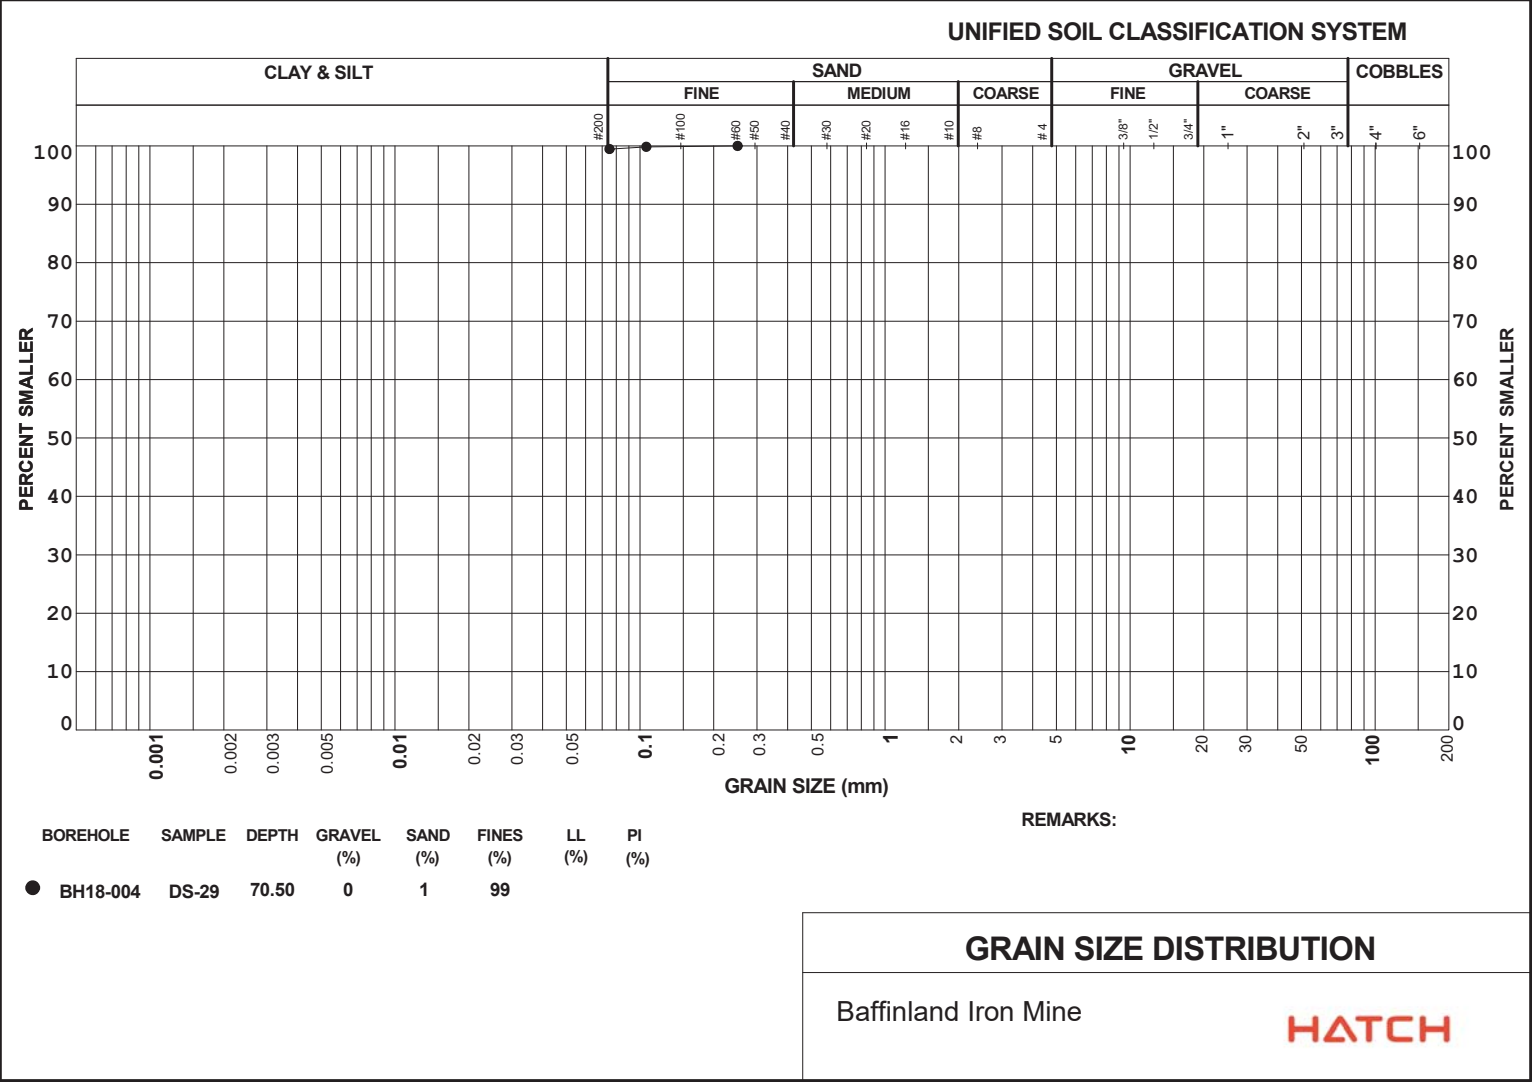 UNIFIED SOIL CLASSIFICATION SYSTEM
CLAY & SILT SAND GRAVEL COBBLES
FINE MEDIUM COARSE FINE COARSE
#200 #100 #60 #50 #40 #30 #20 #16 #10 #8 # 4 3/8" 1/2" 3/4" 1" 2" 3" 4" 6"
100 100
90 90
80 80
70 70
60 60
50 50
40 40
30 30
20 20
10 10
0 0
PERCENT SMALLER
PERCENT SMALLER
0.001 0.002 0.003 0.005 0.01 0.02 0.03 0.05 0.1 0.2 0.3 0.5 1 2 3 5 10 20 30 50 100 200
GRAIN SIZE (mm)
REMARKS:
BOREHOLE SAMPLE DEPTH GRAVEL SAND FINES LL PI
(%) (%) (%) (%) (%)
BH18-004 DS-29 70.50 0 1 99
GRAIN SIZE DISTRIBUTION
Baffinland Iron Mine
HATCH